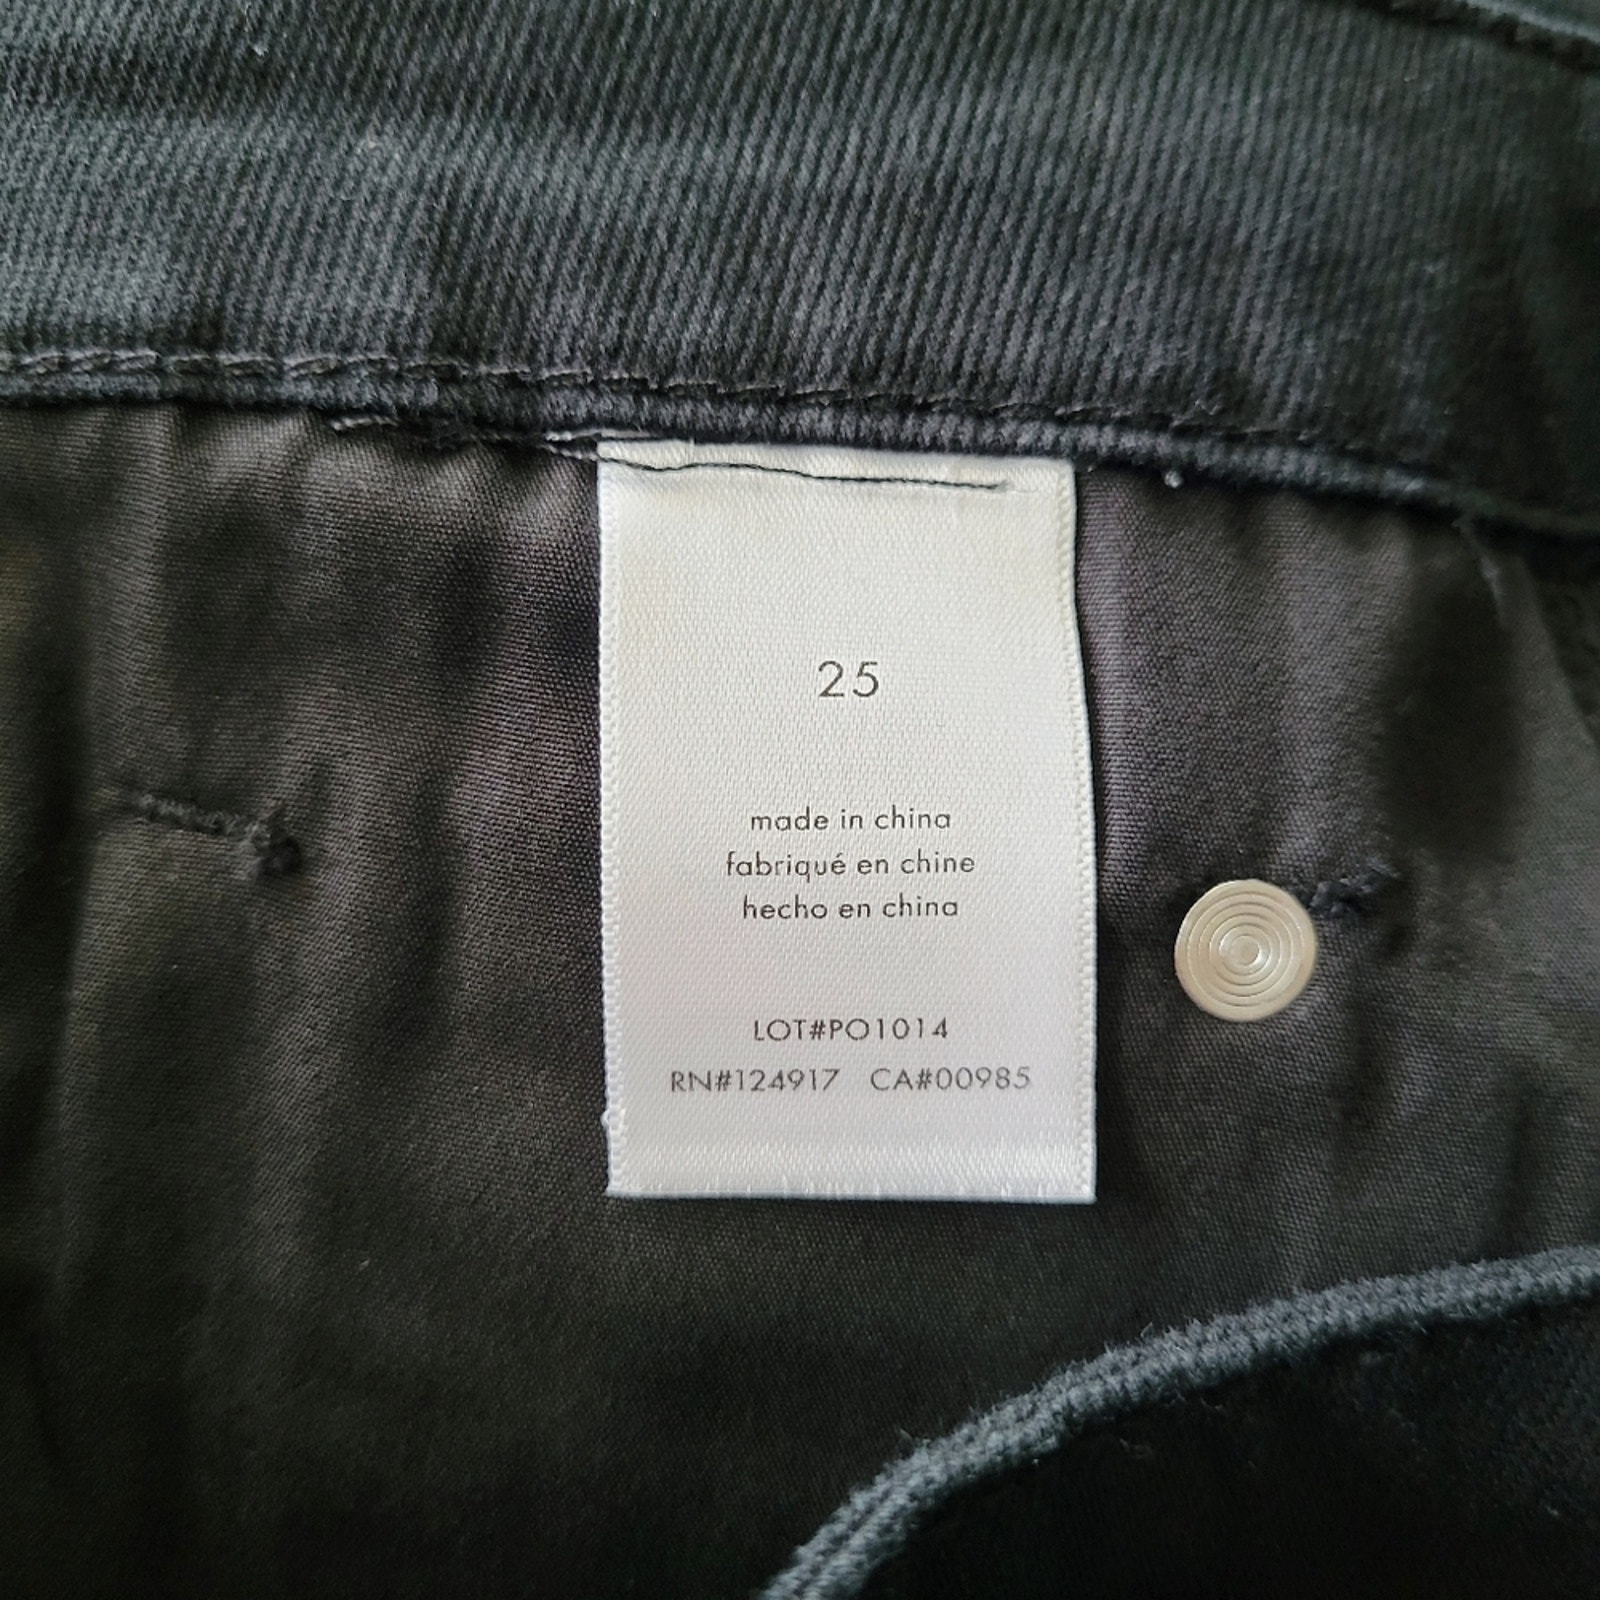 25
made in china
fabriqué en chine
hecho en china
LOT#PO1014
RN#124917 CA#00985